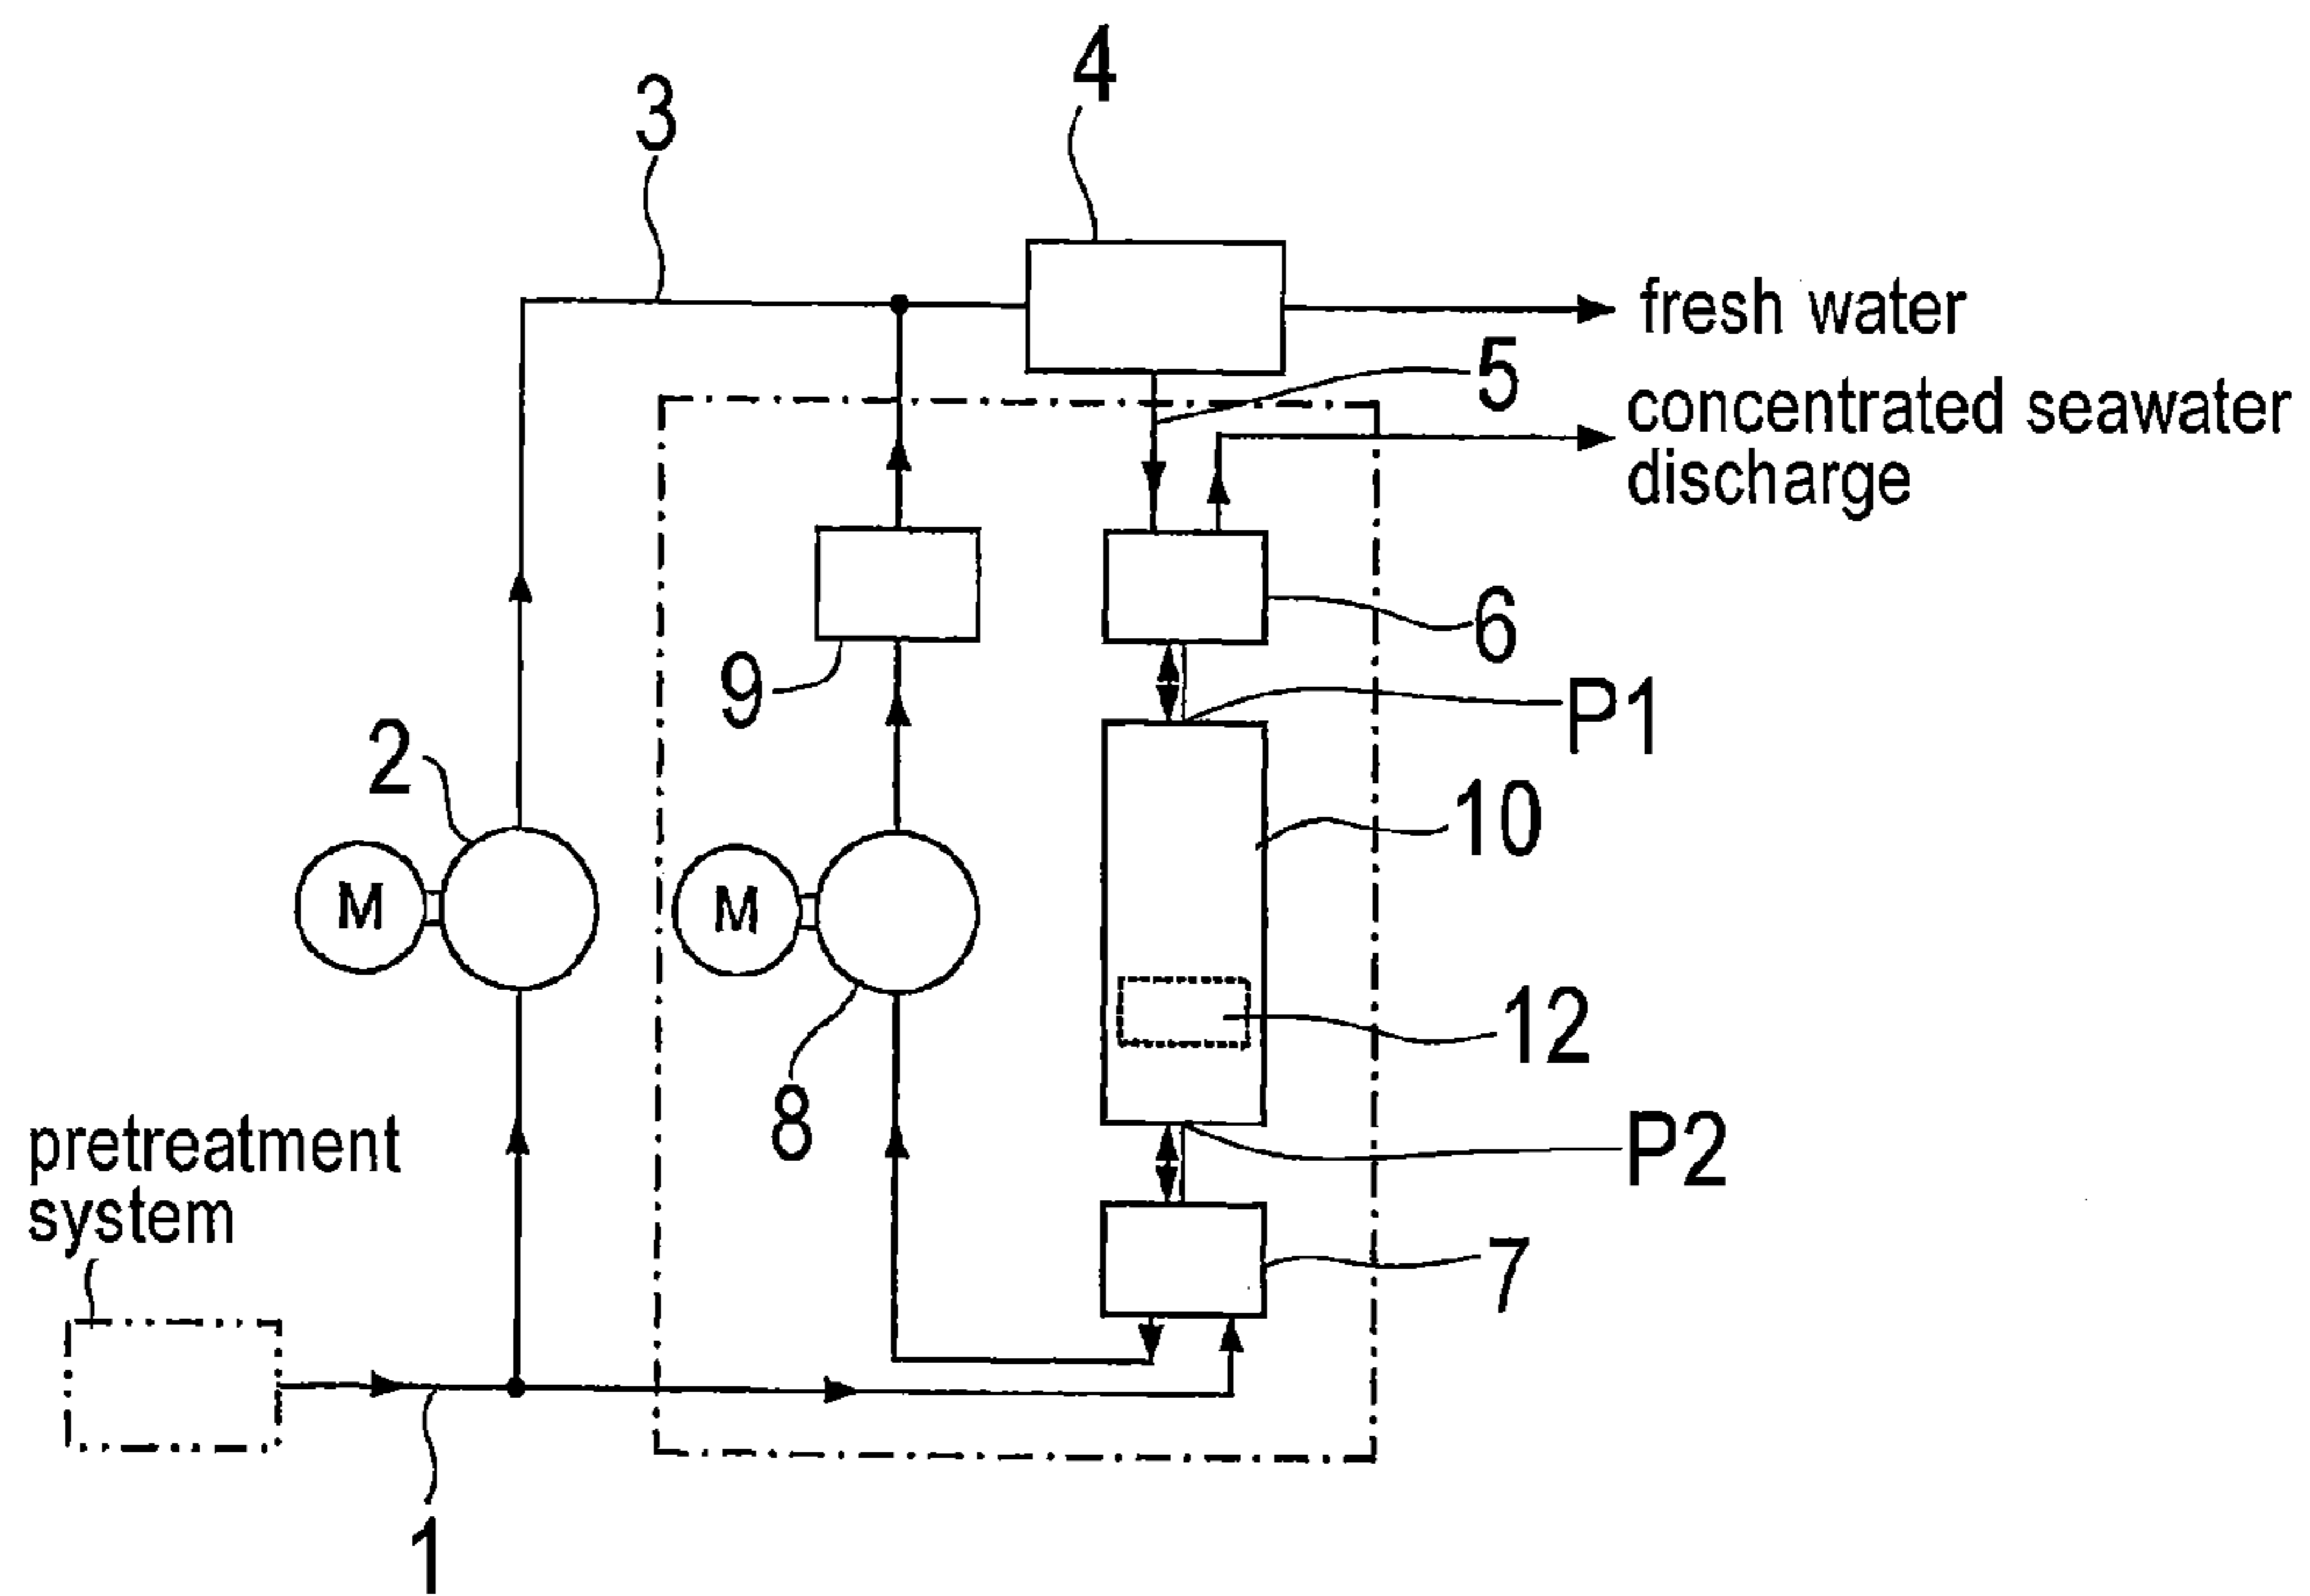 4
3
fresh water
5
concentrated seawater
discharge
6
9
P1
2
10
M
M
12
8
pretreatment
system
P2
7
1